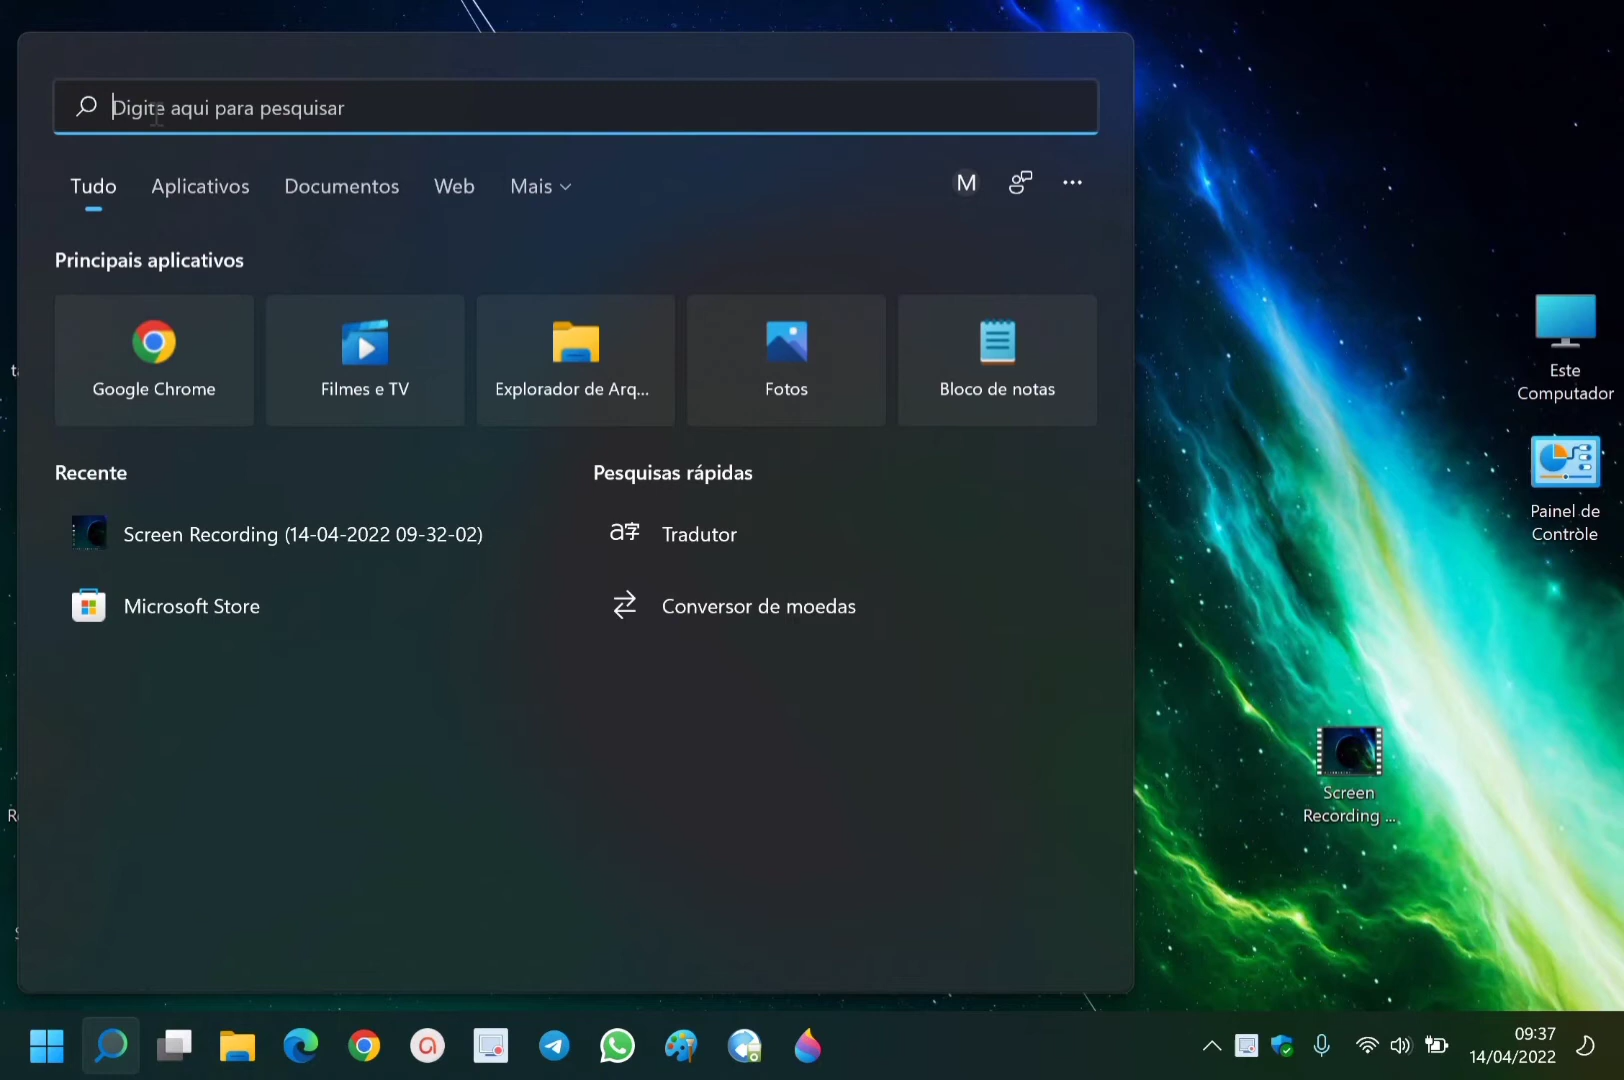 Digite aqui para pesquisar
Tudo
Aplicativos
Documentos
Web
Mais
M
Principais aplicativos
Google Chrome
Filmes e TV
Explorador de Arq...
Fotos
Bloco de notas
Recente
Pesquisas rápidas
Screen Recording (14-04-2022 09-32-02)
Tradutor
Microsoft Store
Conversor de moedas
Este
Computador
Painel de
Controle
Screen
Recording ...
09:37
14/04/2022